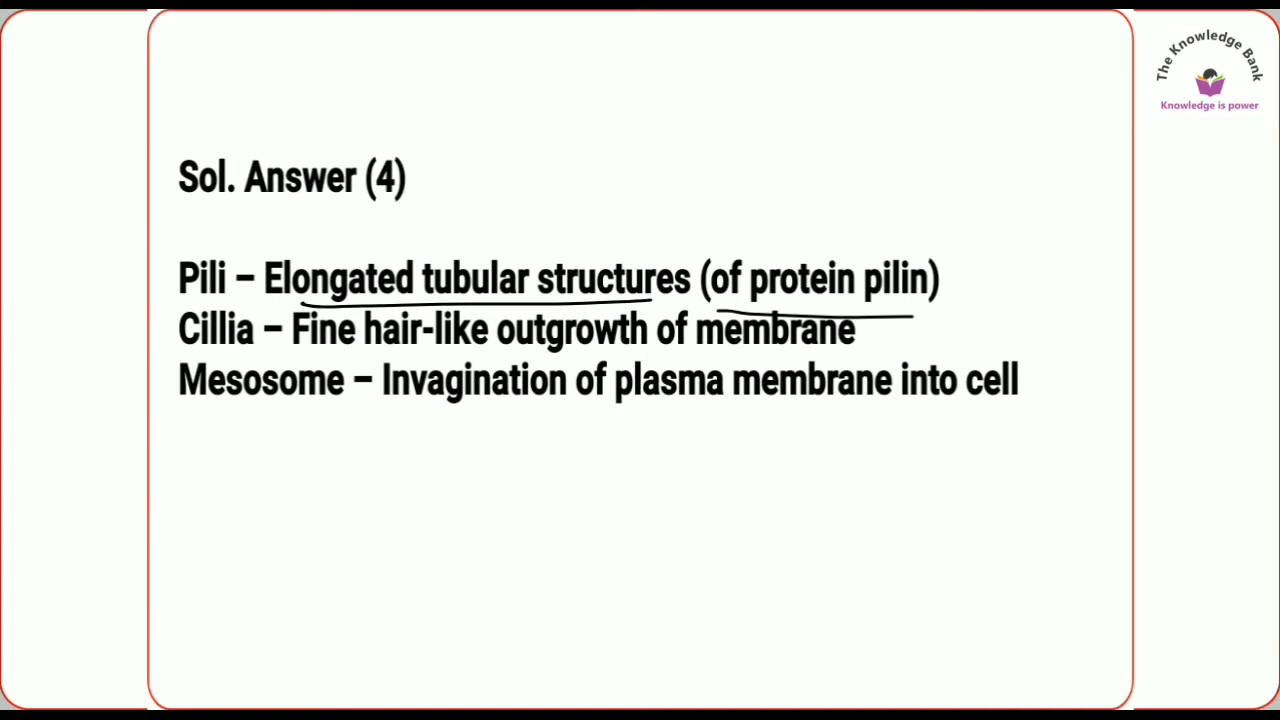 The Knowledge Bank
Knowledge is power
Sol. Answer (4)
Pili – Elongated tubular structures (of protein pilin)
Cillia – Fine hair-like outgrowth of membrane
Mesosome – Invagination of plasma membrane into cell